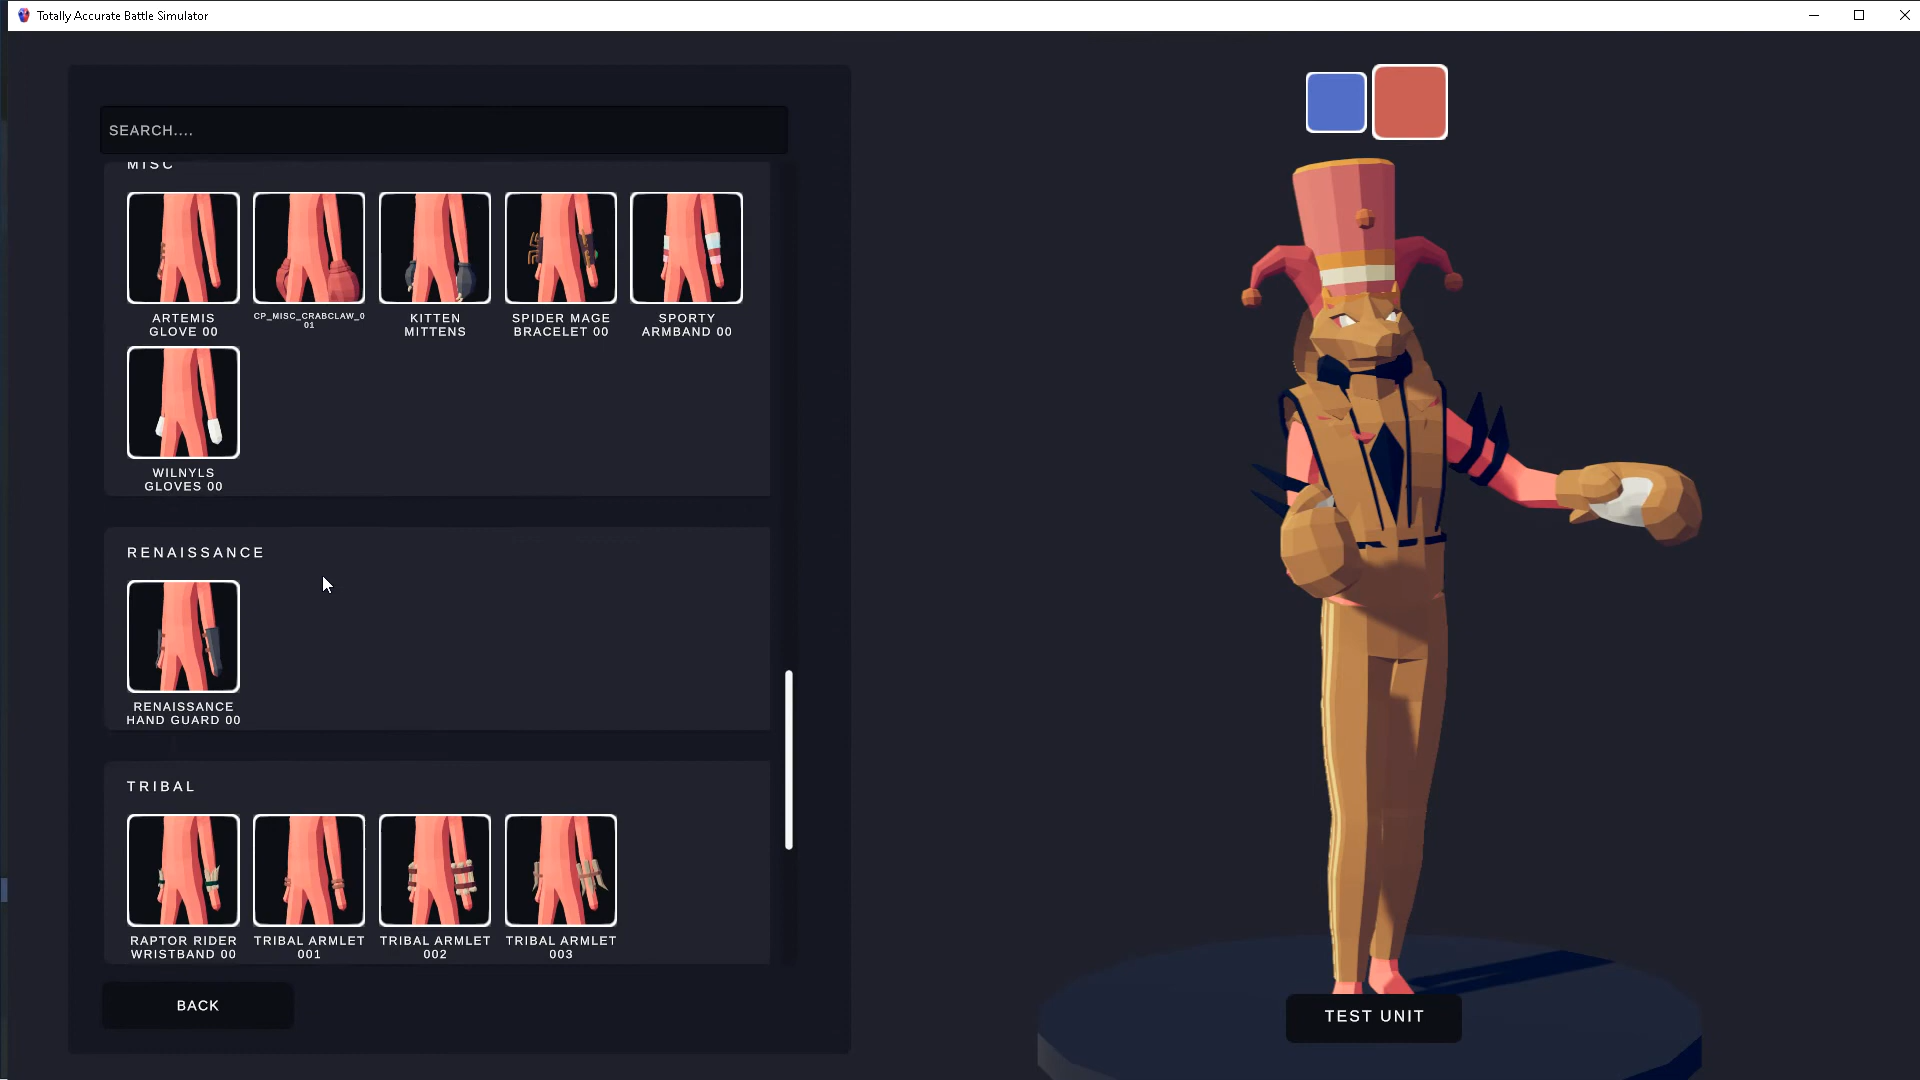 Totally Accurate Battle Simulator
SEARCH....
MISC
ARTEMIS
GLOVE 00
CP_MISC_CRABCLAW_0
01
KITTEN
MITTENS
SPIDER MAGE
BRACELET 00
SPORTY
ARMBAND 00
WILNYLS
GLOVES 00
RENAISSANCE
RENAISSANCE
HAND GUARD 00
TRIBAL
RAPTOR RIDER
WRISTBAND 00
TRIBAL ARMLET
001
TRIBAL ARMLET
002
TRIBAL ARMLET
003
BACK
TEST UNIT